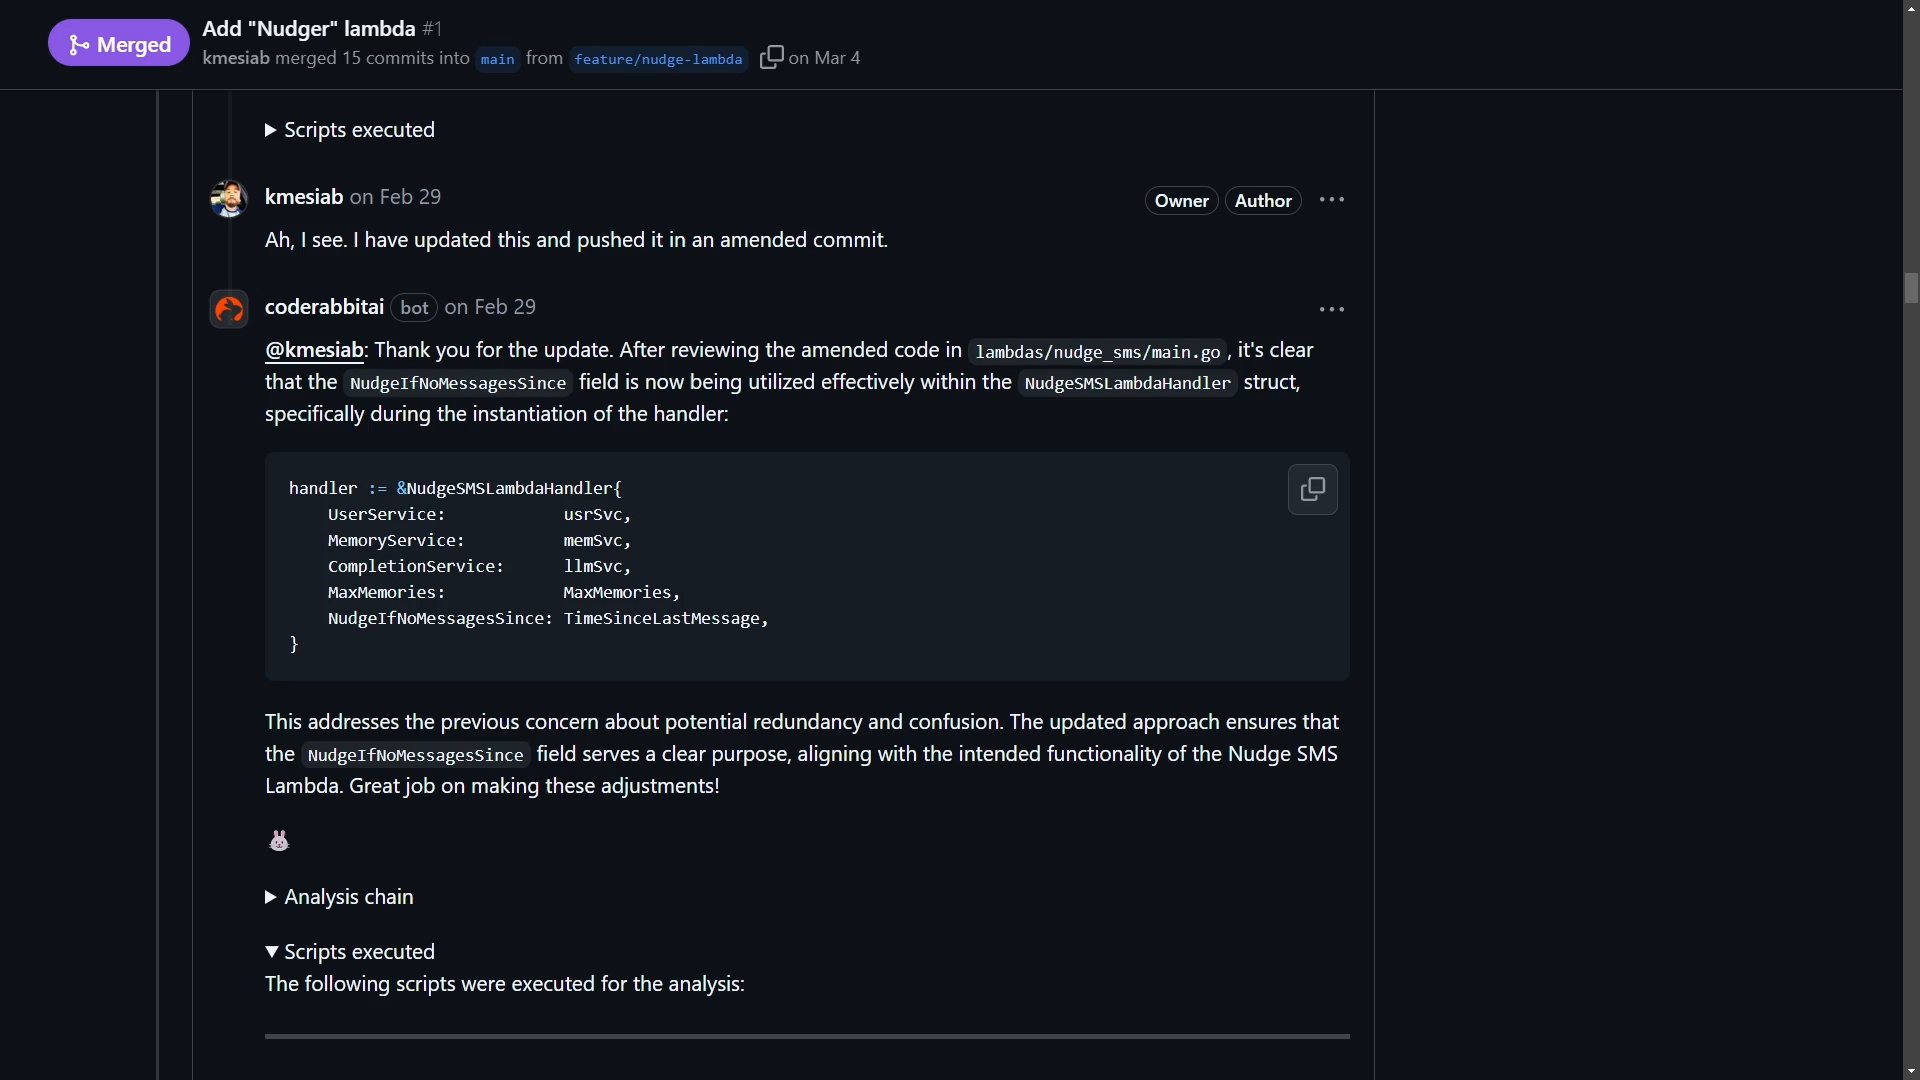 Merged
Add "Nudger" lambda #1
kmesiab merged 15 commits into main from feature/nudge-lambda on Mar 4
Scripts executed
kmesiab on Feb 29
Owner Author
Ah, I see. I have updated this and pushed it in an amended commit.
coderabbitai bot on Feb 29
@kmesiab: Thank you for the update. After reviewing the amended code in lambdas/nudge_sms/main.go, it's clear
that the NudgeIfNoMessagesSince field is now being utilized effectively within the NudgeSMSLambdaHandler struct,
specifically during the instantiation of the handler:
handler := &NudgeSMSLambdaHandler{
    UserService:            usrSvc,
    MemoryService:          memSvc,
    CompletionService:      llmSvc,
    MaxMemories:            MaxMemories,
    NudgeIfNoMessagesSince: TimeSinceLastMessage,
}
This addresses the previous concern about potential redundancy and confusion. The updated approach ensures that
the NudgeIfNoMessagesSince field serves a clear purpose, aligning with the intended functionality of the Nudge SMS
Lambda. Great job on making these adjustments!
Analysis chain
Scripts executed
The following scripts were executed for the analysis: